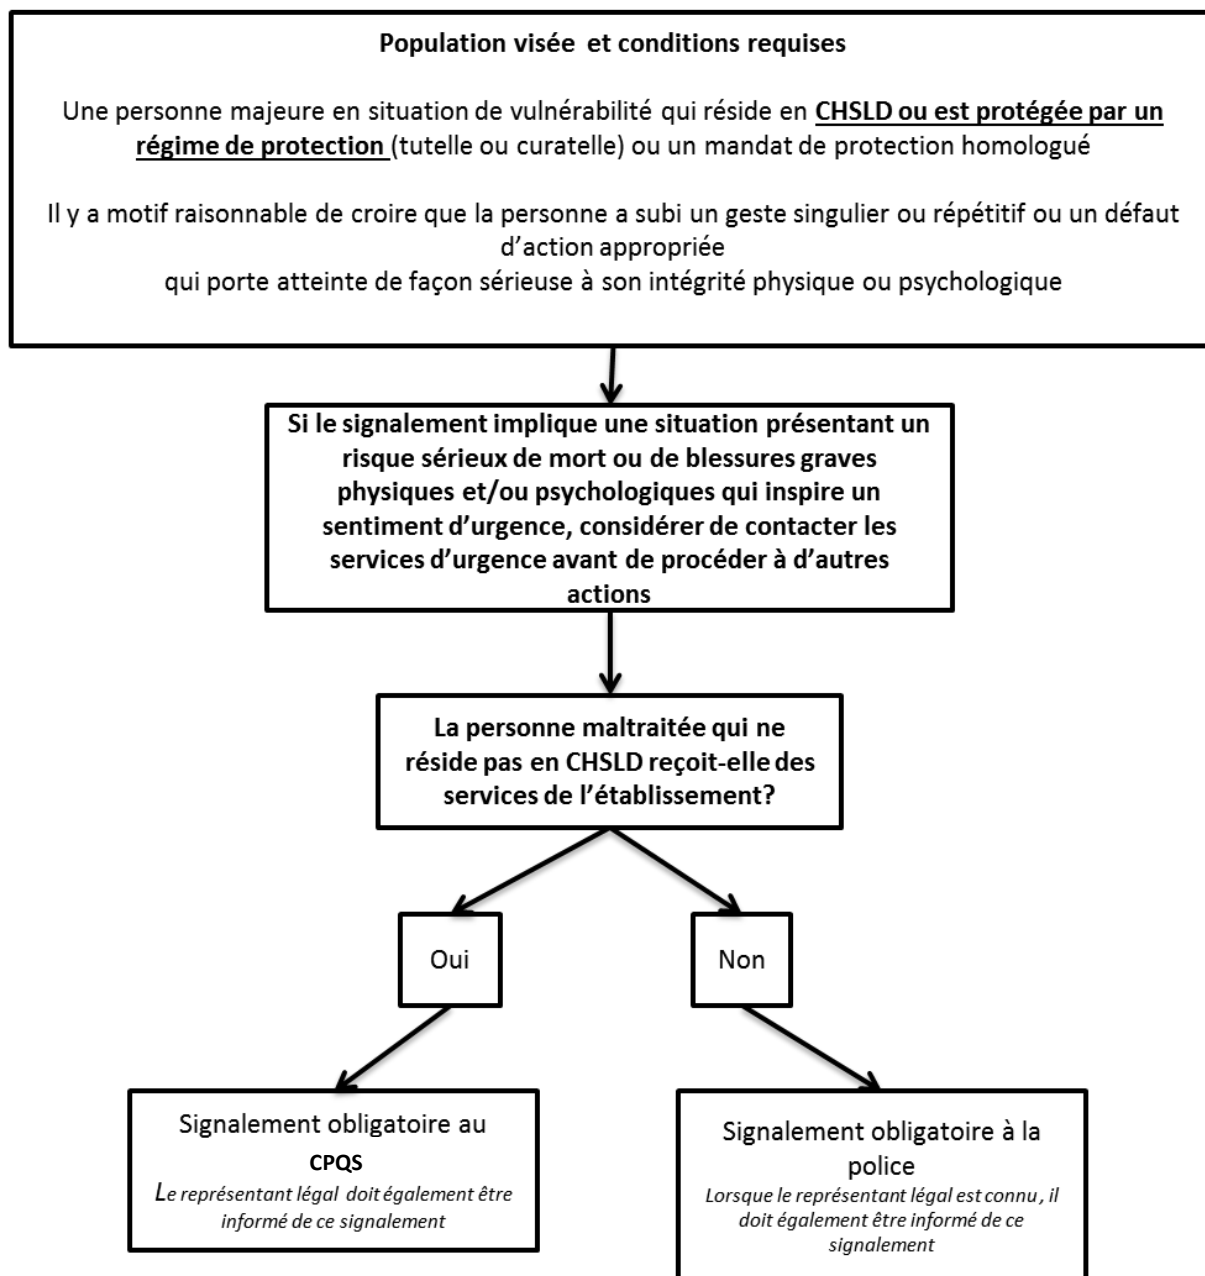 Population visée et conditions requises
Une personne majeure en situation de vulnérabilité qui réside en CHSLD ou est protégée par un
régime de protection (tutelle ou curatelle) ou un mandat de protection homologué
Il y a motif raisonnable de croire que la personne a subi un geste singulier ou répétitif ou un défaut
d’action appropriée
qui porte atteinte de façon sérieuse à son intégrité physique ou psychologique
Si le signalement implique une situation présentant un
risque sérieux de mort ou de blessures graves
physiques et/ou psychologiques qui inspire un
sentiment d’urgence, considérer de contacter les
services d’urgence avant de procéder à d’autres
actions
La personne maltraitée qui ne
réside pas en CHSLD reçoit-elle des
services de l’établissement?
Oui
Non
Signalement obligatoire au
CPQS
Le représentant légal doit également être
informé de ce signalement
Signalement obligatoire à la
police
Lorsque le représentant légal est connu, il
doit également être informé de ce
signalement